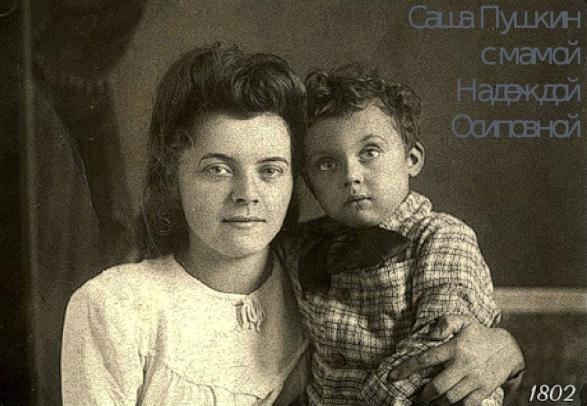 Саша Пушкин
с мамой
Надеждой
Осиповной
1802